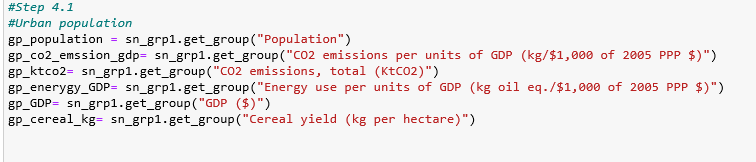 #Step 4.1
#Urban population
gp_population = sn_grp1.get_group("Population")
gp_co2_emssion_gdp= sn_grp1.get_group("CO2 emissions per units of GDP (kg/$1,000 of 2005 PPP $)")
gp_ktco2= sn_grp1.get_group("CO2 emissions, total (KtCO2)")
gp_enerygy_GDP= sn_grp1.get_group("Energy use per units of GDP (kg oil eq./$1,000 of 2005 PPP $)")
gp_GDP= sn_grp1.get_group("GDP ($)")
gp_cereal_kg= sn_grp1.get_group("Cereal yield (kg per hectare)")